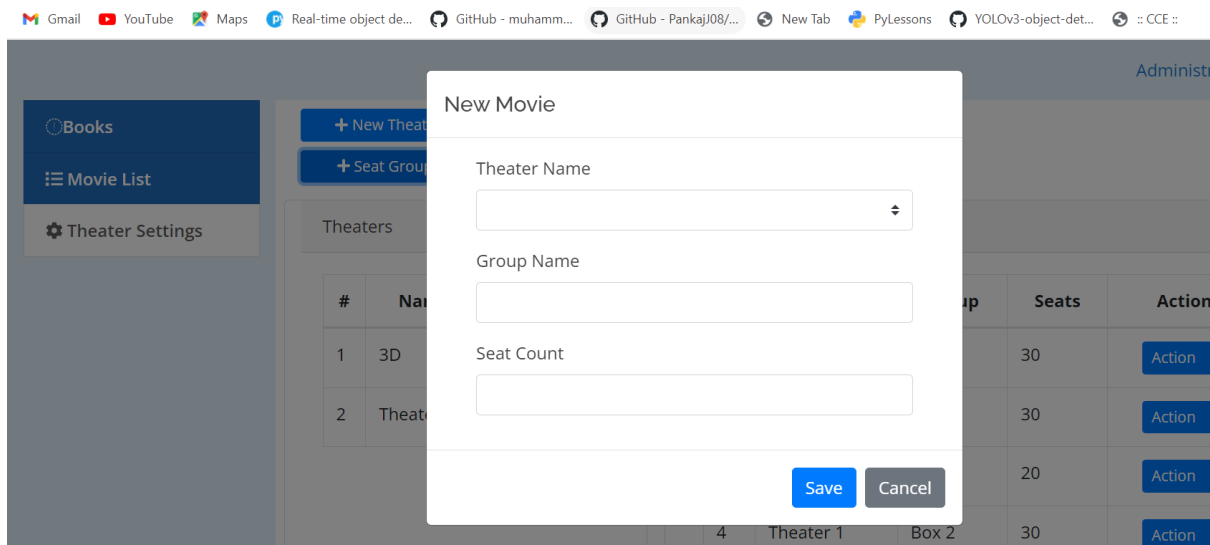 Gmail YouTube Maps Real-time object de... GitHub - muhamm... GitHub - PankajJ08/... New Tab PyLessons YOLOv3-object-det... :: CCE ::
Administr
New Movie
Books
+ New Theat
Movie List
+ Seat Group
Theater Name
Theater Settings
Theaters
Group Name
# Nar up Seats Action
Seat Count
1 3D 30 Action
2 Theate 30 Action
20 Action
Save Cancel
4 Theater 1 Box 2 30 Action